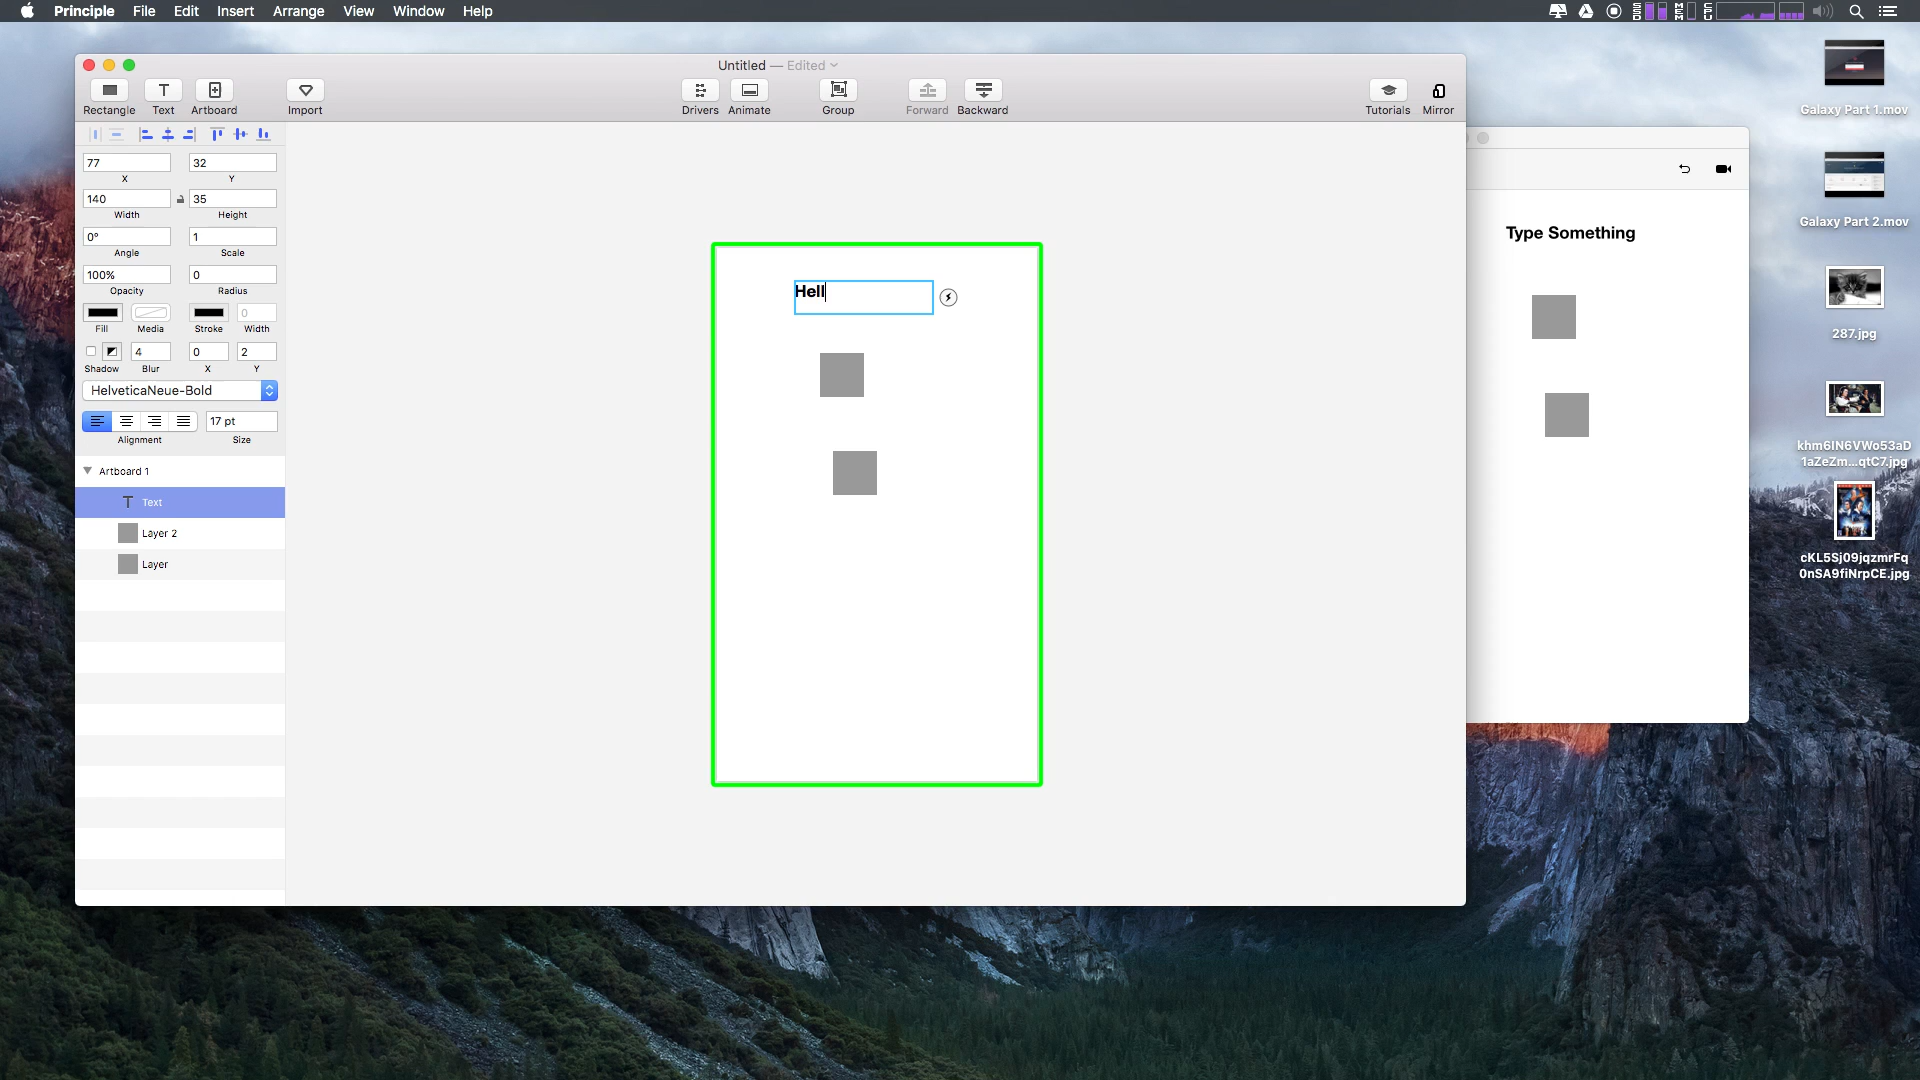 Principle File Edit Insert Arrange View Window Help
SSD MEM CPU
Untitled — Edited
Rectangle Text Artboard Import Drivers Animate Group Forward Backward Tutorials Mirror
77 32
X Y
140 35
Width Height
0° 1
Angle Scale
100% 0
Opacity Radius
0
Fill Media Stroke Width
4 0 2
Shadow Blur X Y
HelveticaNeue-Bold
17 pt
Alignment Size
Artboard 1
T Text
Layer 2
Layer
Hell
Type Something
Galaxy Part 1.mov
Galaxy Part 2.mov
287.jpg
khm6IN6VWo53aD
1aZeZm...qtC7.jpg
cKL5Sj09jqzmrFq
0nSA9fiNrpCE.jpg